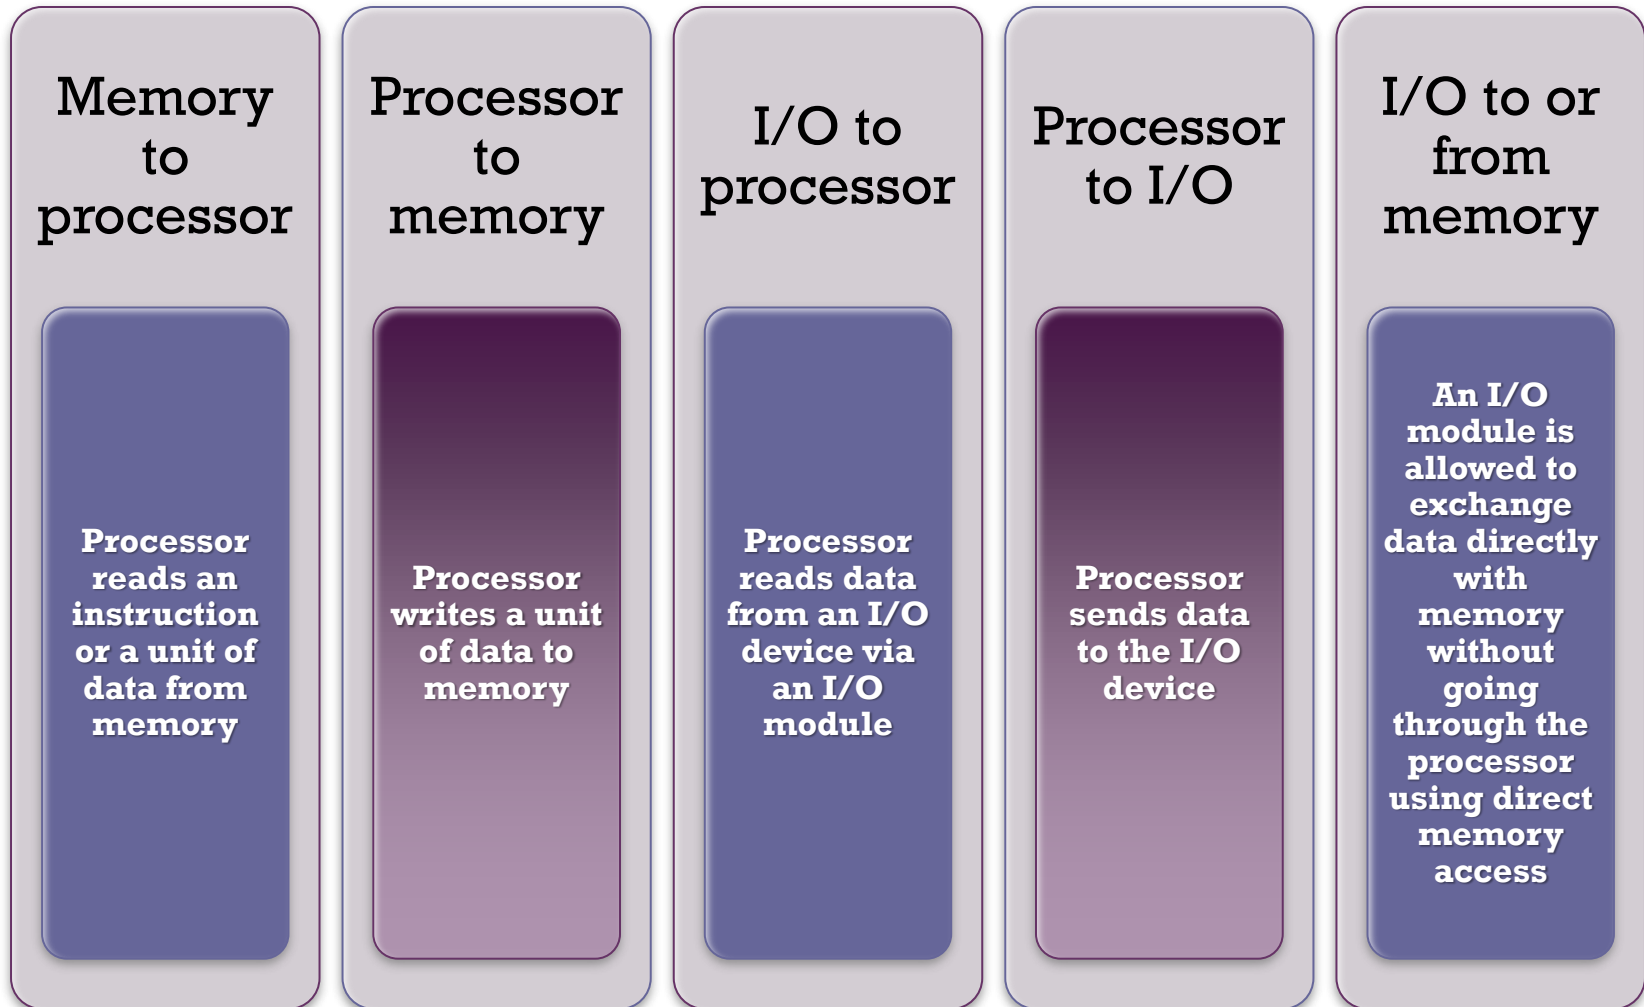 Memory
to
processor
Processor
reads an
instruction
or a unit of
data from
memory
Processor
to
memory
Processor
writes a unit
of data to
memory
I/O to
processor
Processor
reads data
from an I/O
device via
an I/O
module
Processor
to I/O
Processor
sends data
to the I/O
device
I/O to or
from
memory
An I/O
module is
allowed to
exchange
data directly
with
memory
without
going
through the
processor
using direct
memory
access